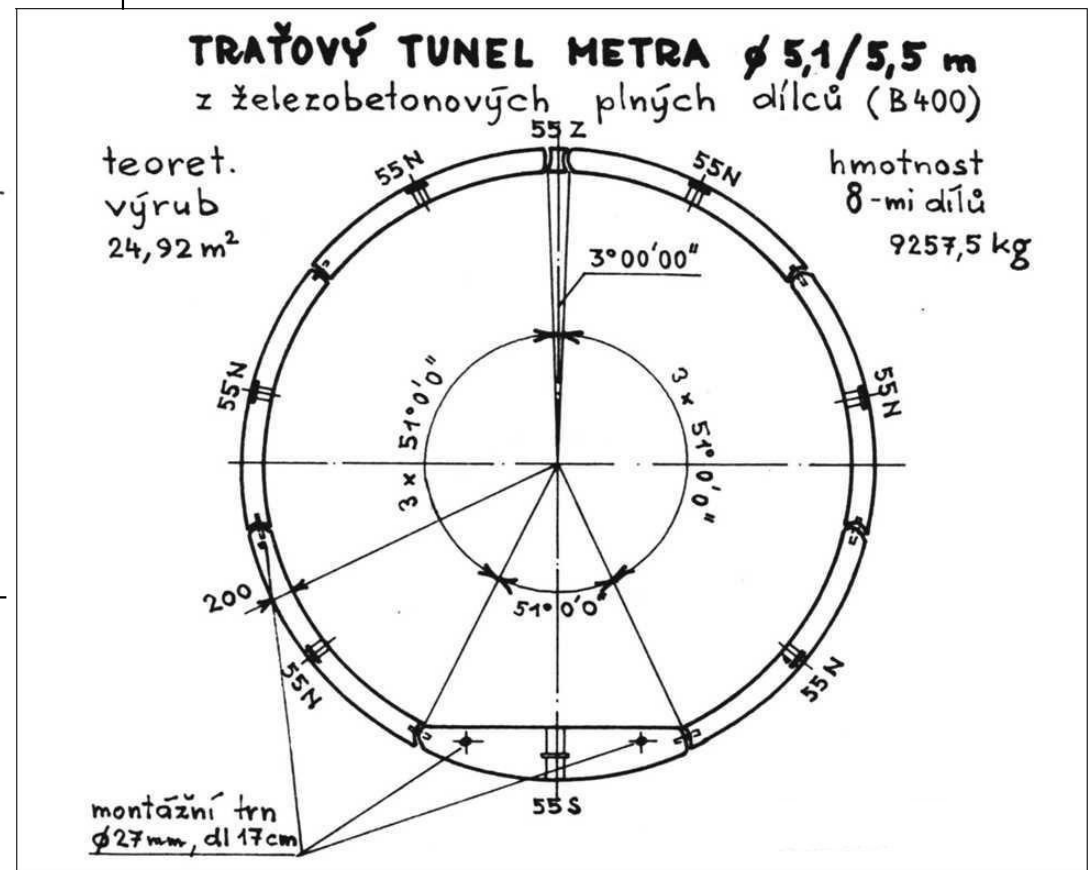 TRAŤOVÝ TUNEL METRA ϕ 5,1/5,5 m
z železobetonových plných dílců (B400)
55 Z
teoret.
výrub
24,92 m²
55N
55N
hmotnost
8-mi dílů
9257,5 kg
3°00'00"
55N
55N
3 x 51°0'0"
3 x 51°0'0"
51°0'0"
200
55N
55N
55S
montážní trn
ϕ27mm, dl 17cm